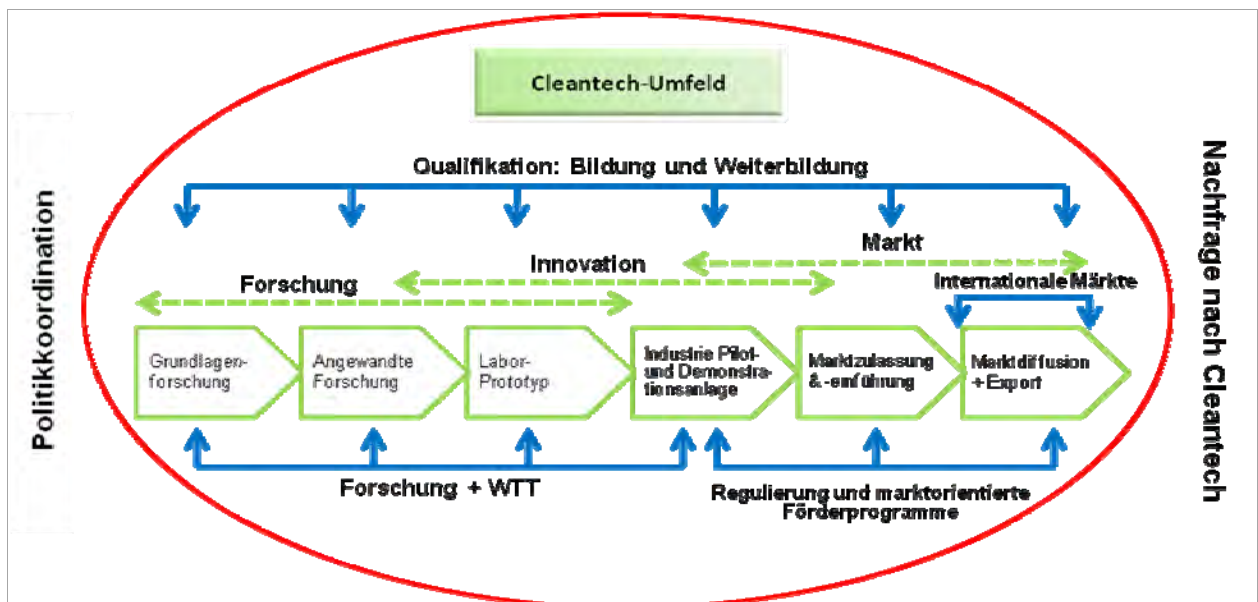 Cleantech-Umfeld
Politikkoordination
Nachfrage nach Cleantech
Qualifikation: Bildung und Weiterbildung
Markt
Innovation
Forschung
Internationale Märkte
Grundlagen-
forschung
Angewandte
Forschung
Labor-
Prototyp
Industrie Pilot-
und Demonstra-
tionsanlage
Marktzulassung
& -einführung
Marktdiffusion
+ Export
Forschung + WTT
Regulierung und marktorientierte
Förderprogramme